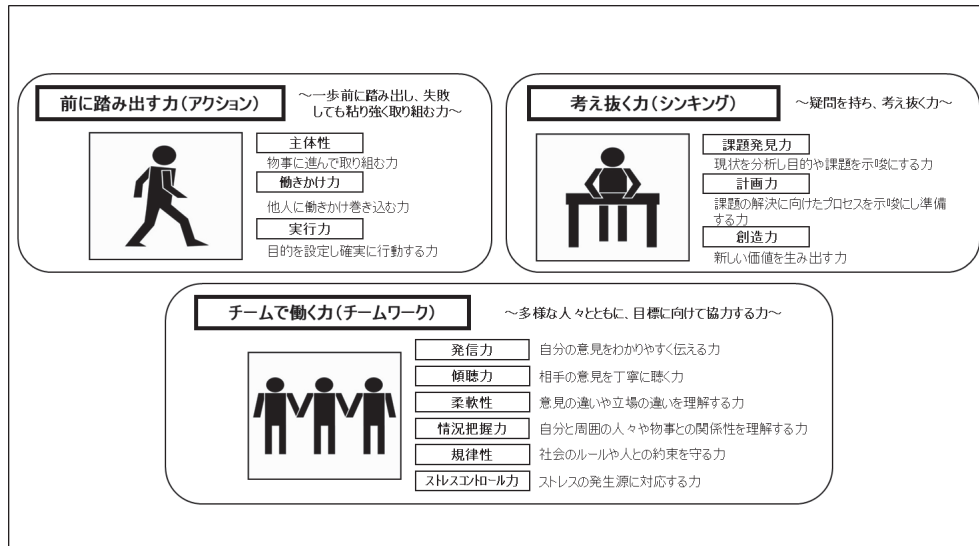 前に踏み出す力（アクション）
～一歩前に踏み出し、失敗
しても粘り強く取り組む力～
主体性
物事に進んで取り組む力
働きかけ力
他人に働きかけ巻き込む力
実行力
目的を設定し確実に行動する力
考え抜く力（シンキング）
～疑問を持ち、考え抜く力～
課題発見力
現状を分析し目的や課題を示唆にする力
計画力
課題の解決に向けたプロセスを示唆にし準備
する力
創造力
新しい価値を生み出す力
チームで働く力（チームワーク）
～多様な人々とともに、目標に向けて協力する力～
発信力
自分の意見をわかりやすく伝える力
傾聴力
相手の意見を丁寧に聴く力
柔軟性
意見の違いや立場の違いを理解する力
情況把握力
自分と周囲の人々や物事との関係性を理解する力
規律性
社会のルールや人との約束を守る力
ストレスコントロール力
ストレスの発生源に対応する力